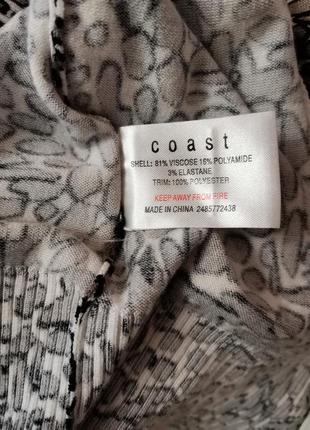 coast
SHELL: 81% VISCOSE 16% POLYAMIDE
3% ELASTANE
TRIM: 100% POLYESTER
KEEP AWAY FROM FIRE
MADE IN CHINA 2485772438